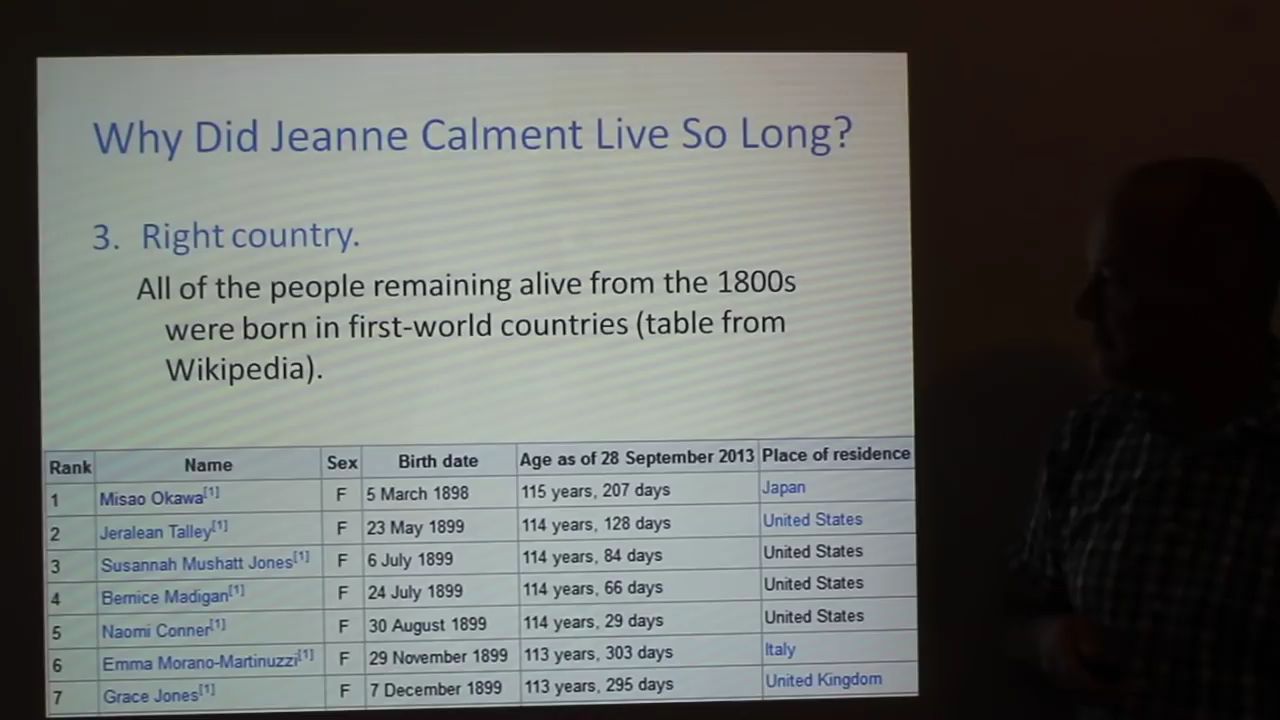 Why Did Jeanne Calment Live So Long?
3. Right country.
All of the people remaining alive from the 1800s
were born in first-world countries (table from
Wikipedia).
Rank Name Sex Birth date Age as of 28 September 2013 Place of residence
1 Misao Okawa[1] F 5 March 1898 115 years, 207 days Japan
2 Jeralean Talley[1] F 23 May 1899 114 years, 128 days United States
3 Susannah Mushatt Jones[1] F 6 July 1899 114 years, 84 days United States
4 Bernice Madigan[1] F 24 July 1899 114 years, 66 days United States
5 Naomi Conner[1] F 30 August 1899 114 years, 29 days United States
6 Emma Morano-Martinuzzi[1] F 29 November 1899 113 years, 303 days Italy
7 Grace Jones[1] F 7 December 1899 113 years, 295 days United Kingdom